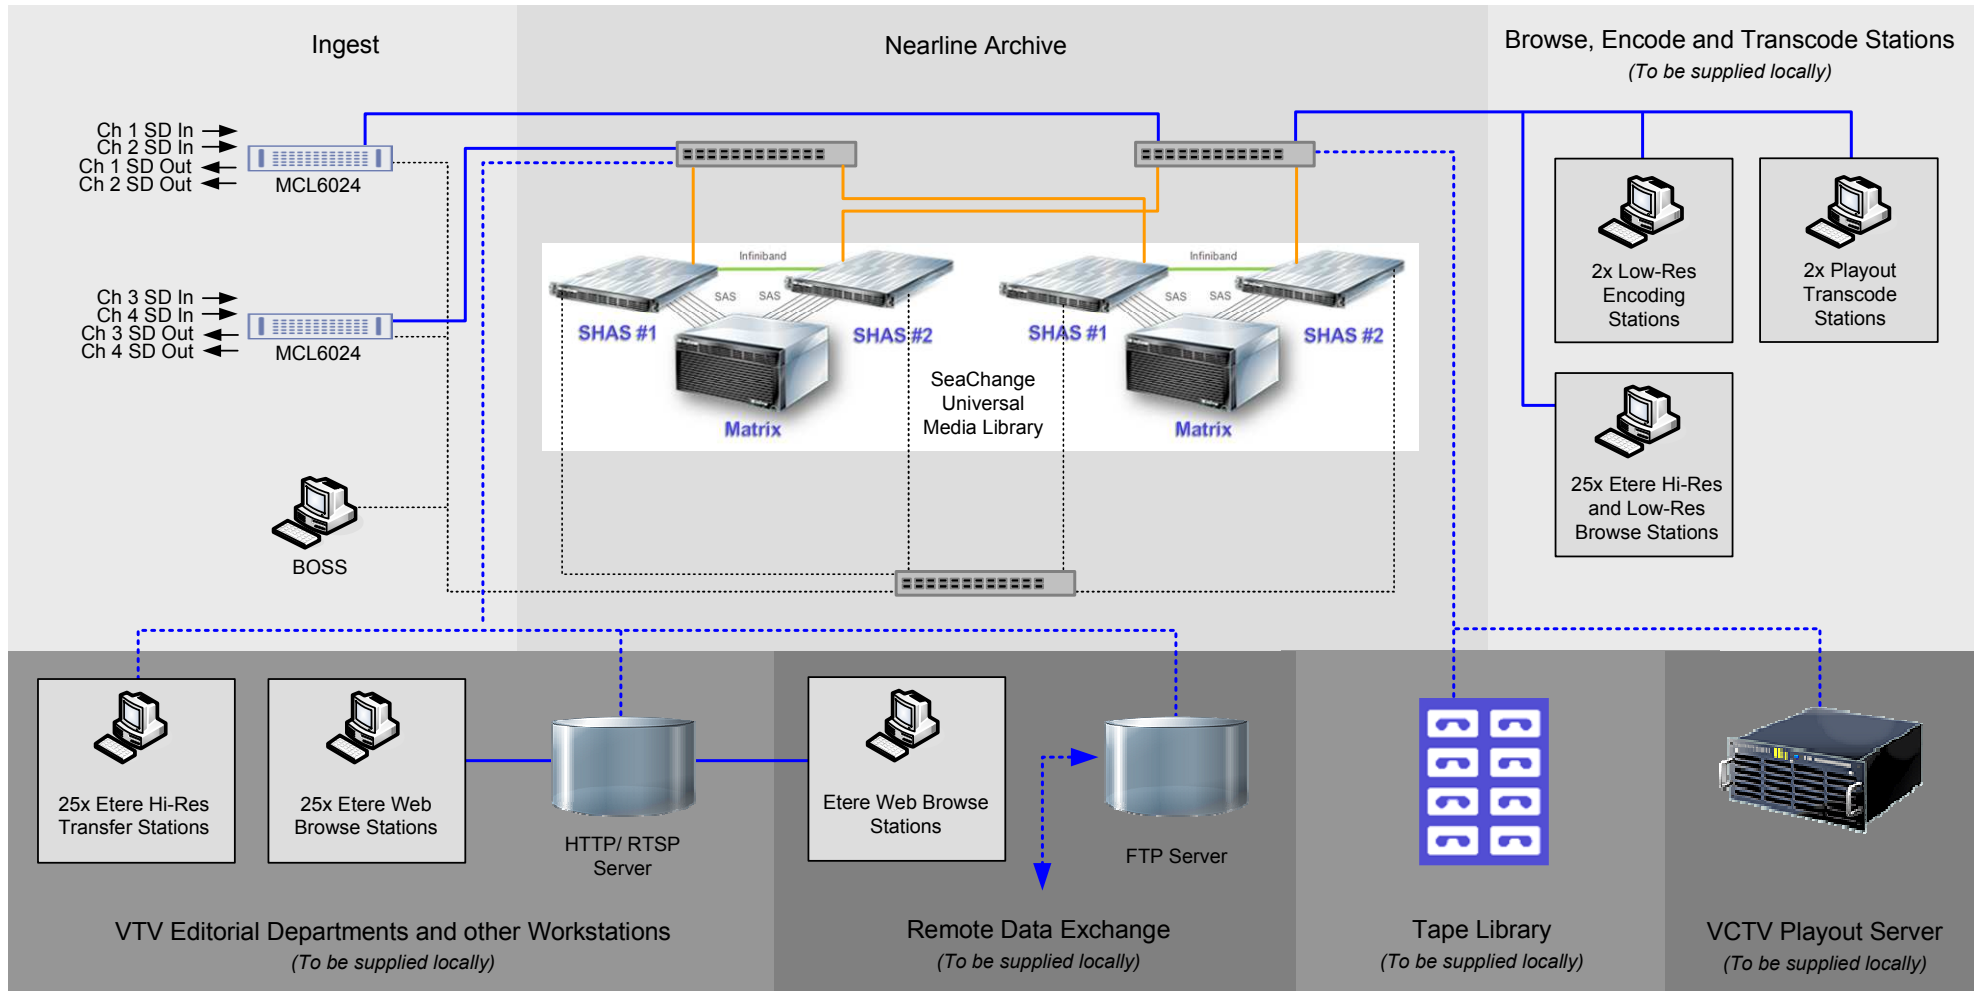 Ingest
Nearline Archive
Browse, Encode and Transcode Stations
(To be supplied locally)
Ch 1 SD In
Ch 2 SD In
Ch 1 SD Out
Ch 2 SD Out
MCL6024
Ch 3 SD In
Ch 4 SD In
Ch 3 SD Out
Ch 4 SD Out
MCL6024
BOSS
Infiniband
SAS
SAS
SHAS #1
SHAS #2
Matrix
SeaChange
Universal
Media Library
Infiniband
SAS
SAS
SHAS #1
SHAS #2
Matrix
2x Low-Res
Encoding
Stations
2x Playout
Transcode
Stations
25x Etere Hi-Res
and Low-Res
Browse Stations
25x Etere Hi-Res
Transfer Stations
25x Etere Web
Browse Stations
HTTP/ RTSP
Server
Etere Web Browse
Stations
FTP Server
VTV Editorial Departments and other Workstations
(To be supplied locally)
Remote Data Exchange
(To be supplied locally)
Tape Library
(To be supplied locally)
VCTV Playout Server
(To be supplied locally)